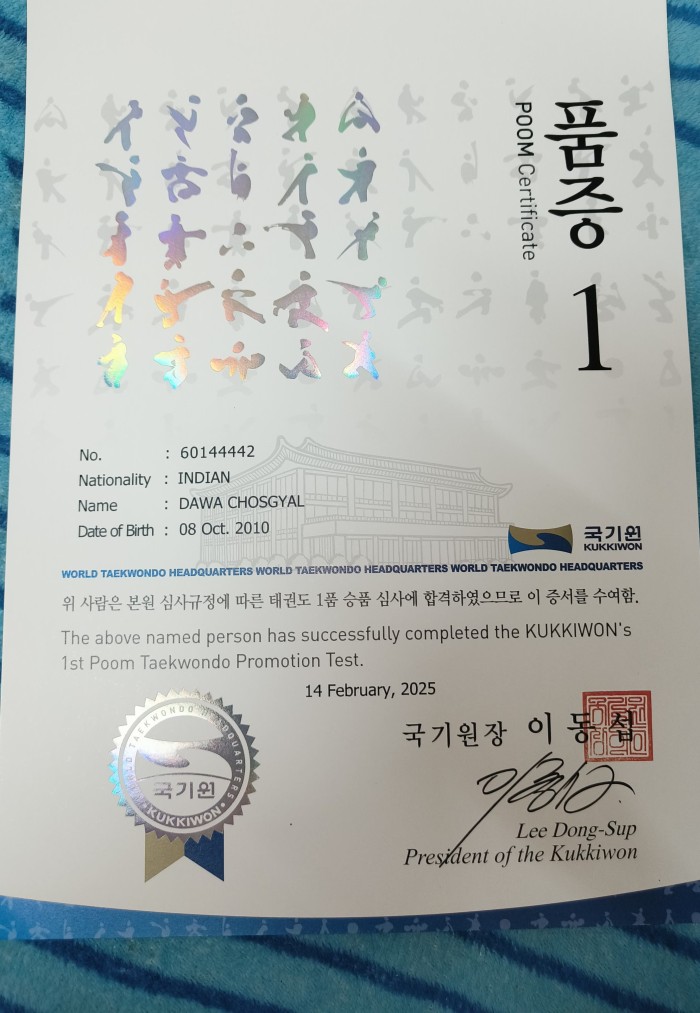 품증 1
POOM Certificate
No. : 60144442
Nationality : INDIAN
Name : DAWA CHOSGYAL
Date of Birth : 08 Oct. 2010
국기원
KUKKIWON
WORLD TAEKWONDO HEADQUARTERS WORLD TAEKWONDO HEADQUARTERS WORLD TAEKWONDO HEADQUARTERS
위 사람은 본원 심사규정에 따른 태권도 1품 승품 심사에 합격하였으므로 이 증서를 수여함.
The above named person has successfully completed the KUKKIWON's
1st Poom Taekwondo Promotion Test.
14 February, 2025
국기원장 이동섭
Lee Dong-Sup
President of the Kukkiwon
WORLD TAEKWONDO HEADQUARTERS
국기원
• KUKKIWON •